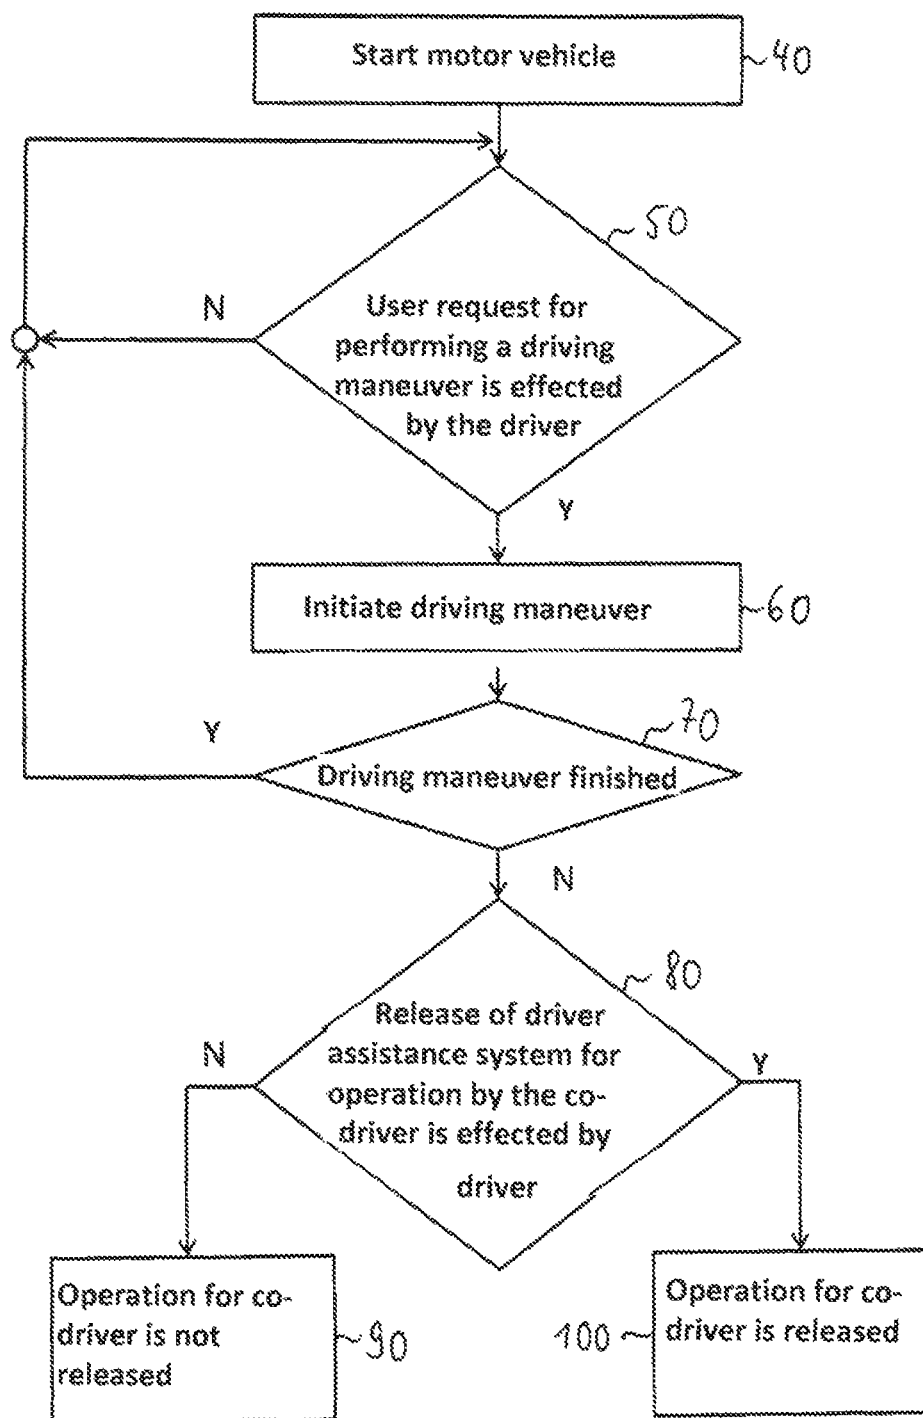 Start motor vehicle
40
50
N
User request for
performing a driving
maneuver is effected
by the driver
Y
Initiate driving maneuver
60
70
Y
Driving maneuver finished
N
80
Release of driver
assistance system for
operation by the co-
driver is effected by
driver
N
Y
Operation for co-
driver is not
released
90
100
Operation for co-
driver is released